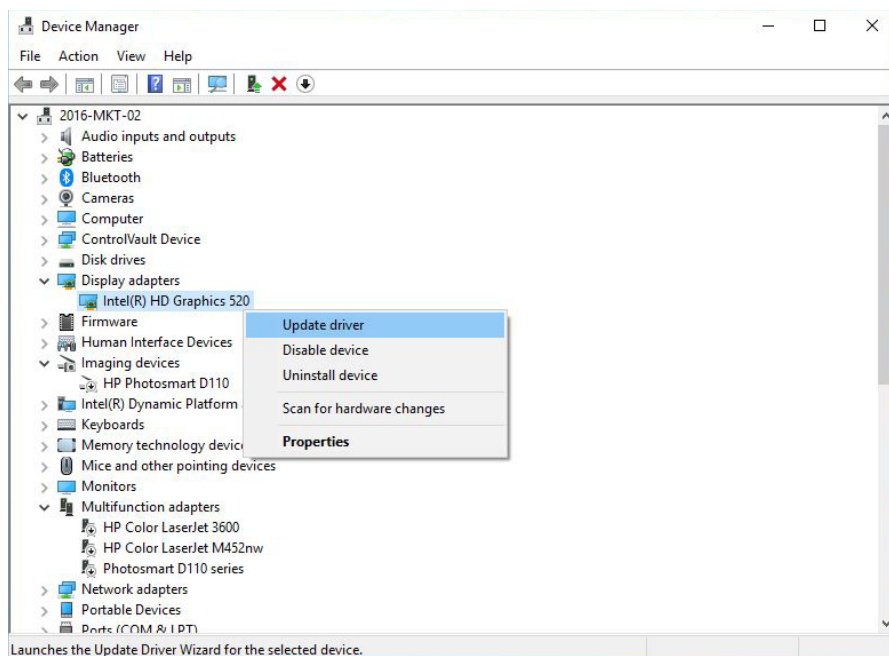 Device Manager
File Action View Help
2016-MKT-02
Audio inputs and outputs
Batteries
Bluetooth
Cameras
Computer
ControlVault Device
Disk drives
Display adapters
Intel(R) HD Graphics 520
Firmware
Human Interface Devices
Imaging devices
HP Photosmart D110
Intel(R) Dynamic Platform
Keyboards
Memory technology devic
Mice and other pointing devices
Monitors
Multifunction adapters
HP Color LaserJet 3600
HP Color LaserJet M452nw
Photosmart D110 series
Network adapters
Portable Devices
Ports (COM & LPT)
Update driver
Disable device
Uninstall device
Scan for hardware changes
Properties
Launches the Update Driver Wizard for the selected device.